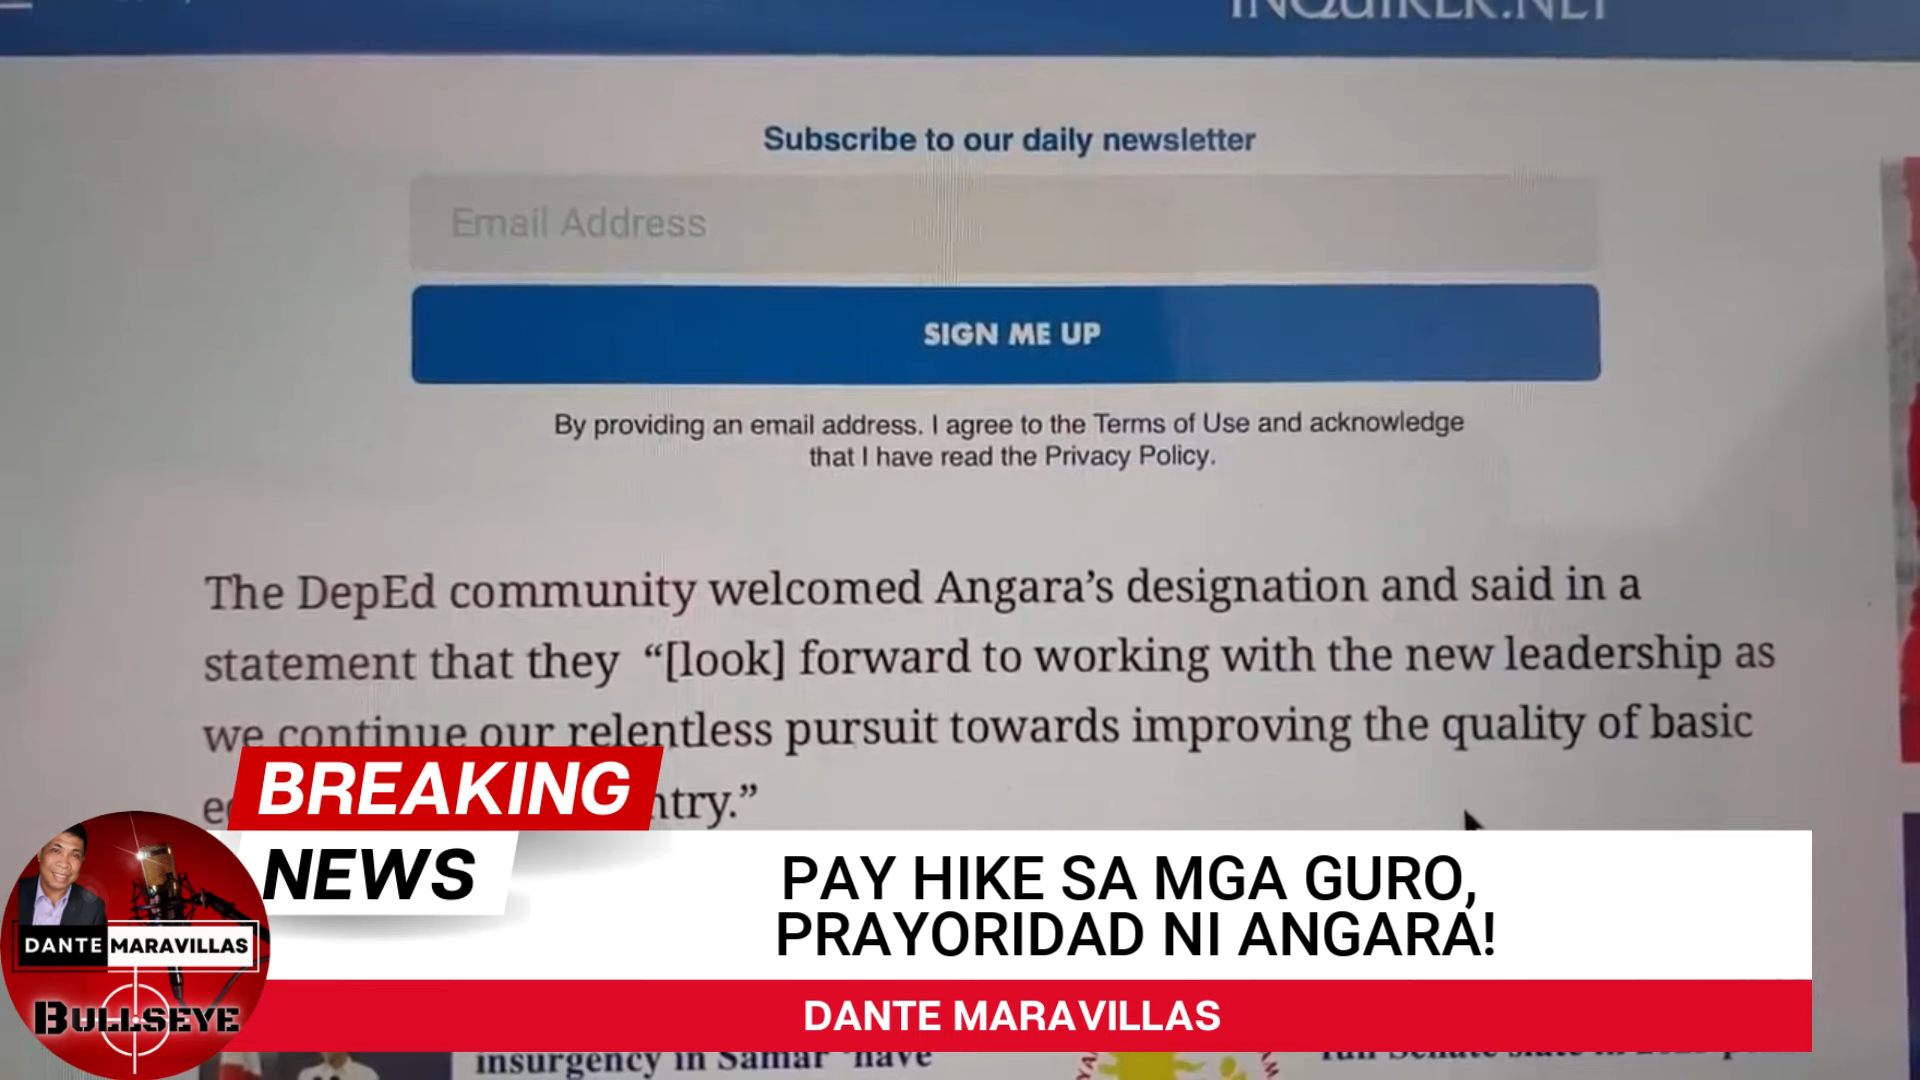 INQUIRER.NET
Subscribe to our daily newsletter
Email Address
SIGN ME UP
By providing an email address. I agree to the Terms of Use and acknowledge
that I have read the Privacy Policy.
The DepEd community welcomed Angara’s designation and said in a
statement that they “[look] forward to working with the new leadership as
we continue our relentless pursuit towards improving the quality of basic
ntry.”
BREAKING
NEWS
PAY HIKE SA MGA GURO,
PRAYORIDAD NI ANGARA!
DANTE MARAVILLAS
BULLSEYE
DANTE MARAVILLAS
insurgency in Samar have